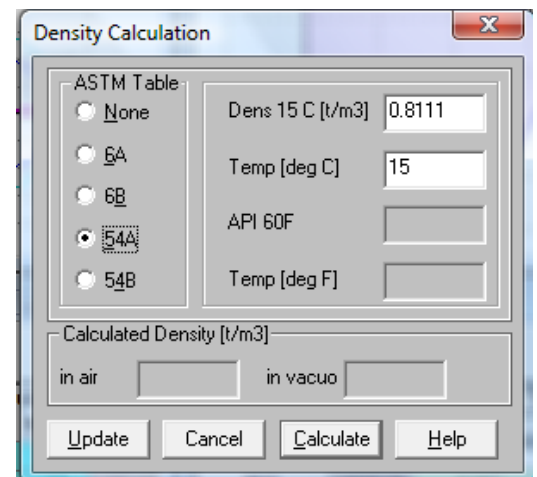 Density Calculation
ASTM Table
None
6A
6B
54A
54B
Dens 15 C [t/m3] 0.8111
Temp [deg C] 15
API 60F
Temp [deg F]
Calculated Density [t/m3]
in air in vacuo
Update Cancel Calculate Help